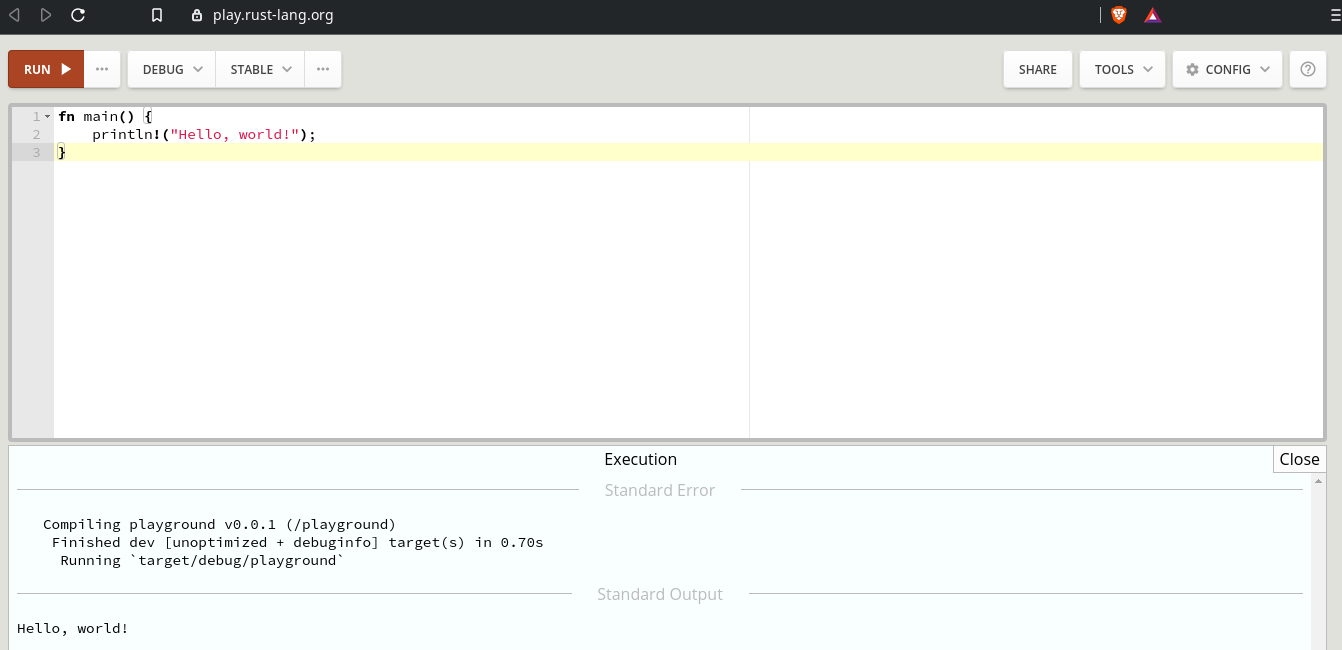 play.rust-lang.org
RUN ··· DEBUG STABLE ··· SHARE TOOLS CONFIG ?
1 fn main() {
2     println!("Hello, world!");
3 }
Execution Close
Standard Error
   Compiling playground v0.0.1 (/playground)
    Finished dev [unoptimized + debuginfo] target(s) in 0.70s
     Running `target/debug/playground`
Standard Output
Hello, world!